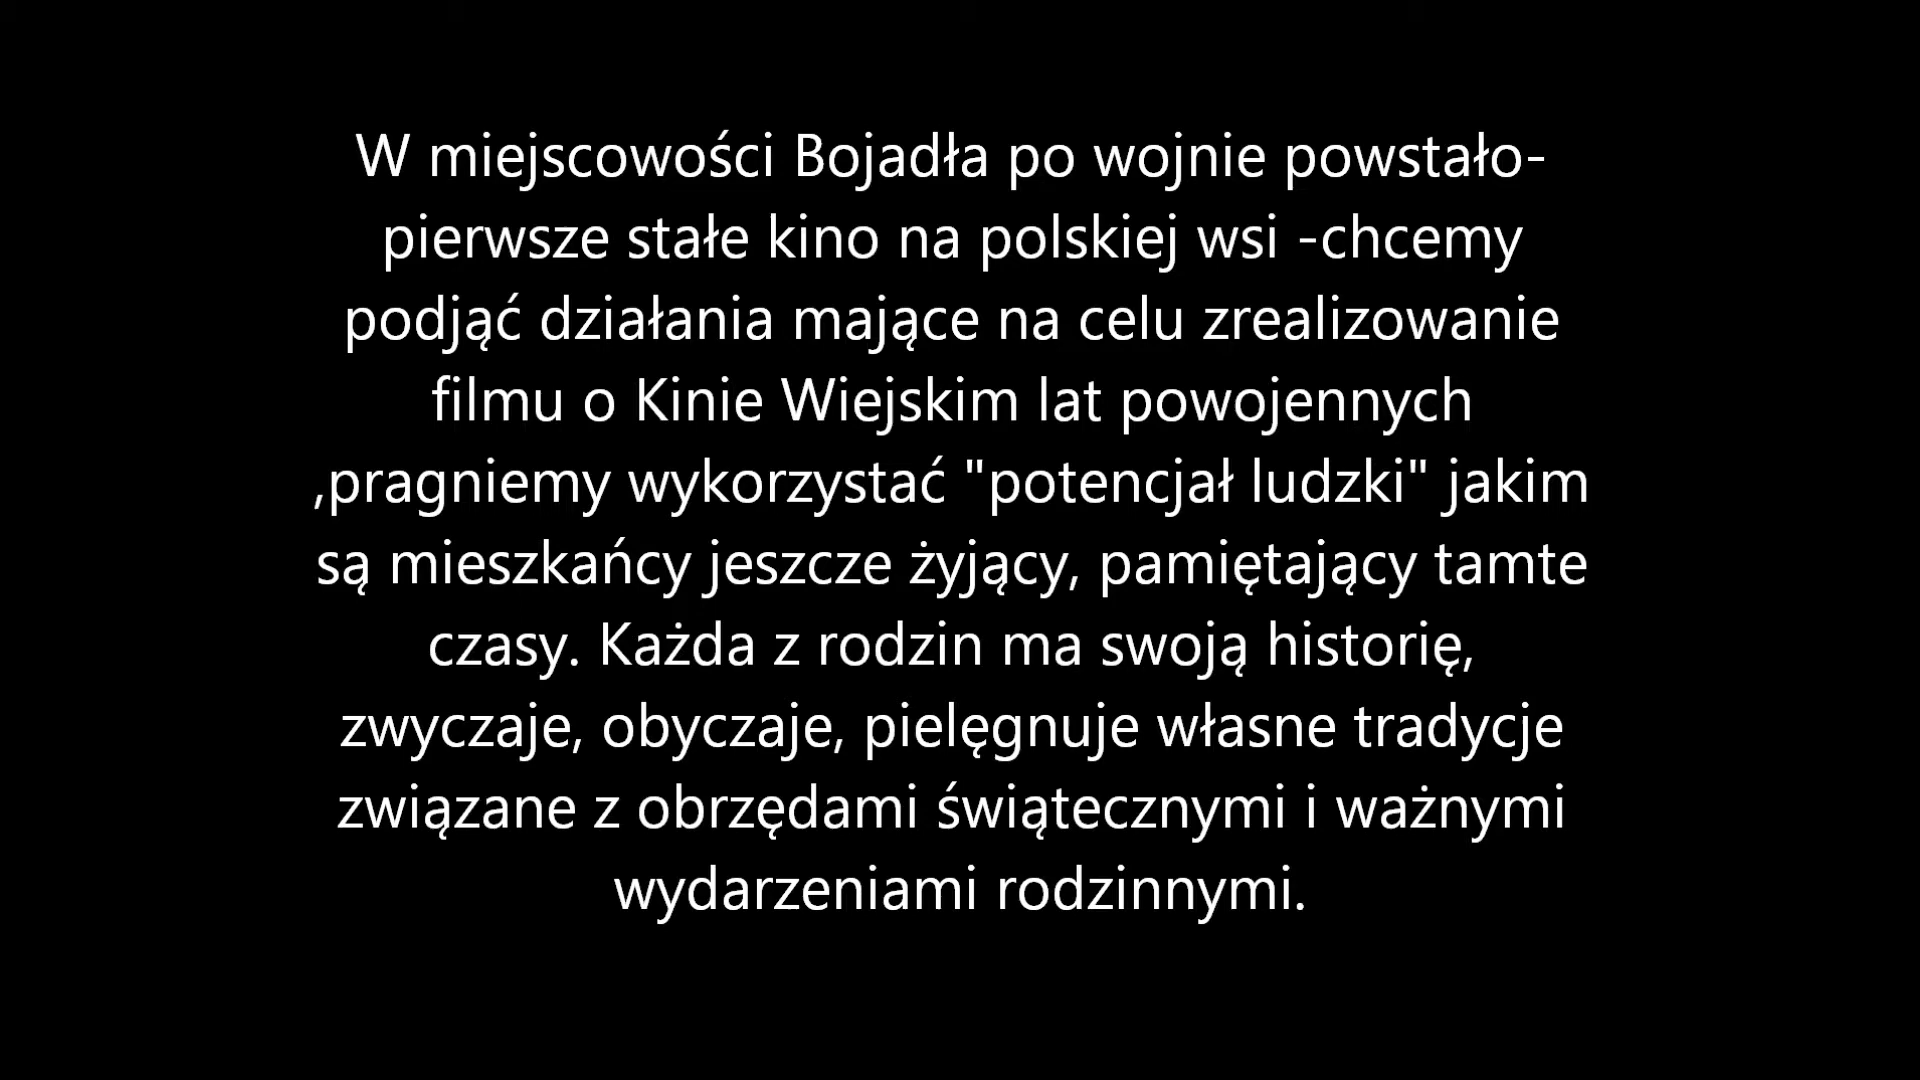 W miejscowości Bojadła po wojnie powstało-
pierwsze stałe kino na polskiej wsi -chcemy
podjąć działania mające na celu zrealizowanie
filmu o Kinie Wiejskim lat powojennych
,pragniemy wykorzystać "potencjał ludzki" jakim
są mieszkańcy jeszcze żyjący, pamiętający tamte
czasy. Każda z rodzin ma swoją historię,
zwyczaje, obyczaje, pielęgnuje własne tradycje
związane z obrzędami świątecznymi i ważnymi
wydarzeniami rodzinnymi.